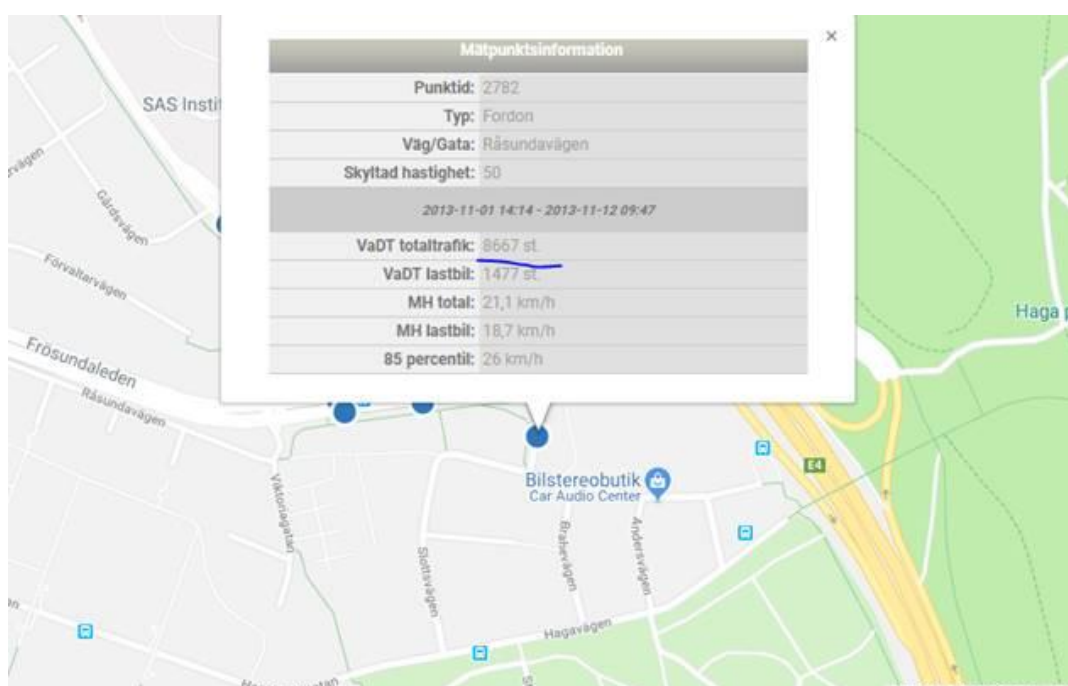 Mätpunktsinformation
×
Punktid: 2782
Typ: Fordon
Väg/Gata: Råsundavägen
Skyltad hastighet: 50
2013-11-01 14:14 - 2013-11-12 09:47
VaDT totaltrafik: 8667 st.
VaDT lastbil: 1477 st.
MH total: 21,1 km/h
MH lastbil: 18,7 km/h
85 percentil: 26 km/h
SAS Instit
Gårdsvägen
Förvaltarvägen
Haga p
Frösundaleden
Råsundavägen
E4
Bilstereobutik
Car Audio Center
Viktoriagatan
Slottsvägen
Brahevägen
Andersvägen
Hagavägen